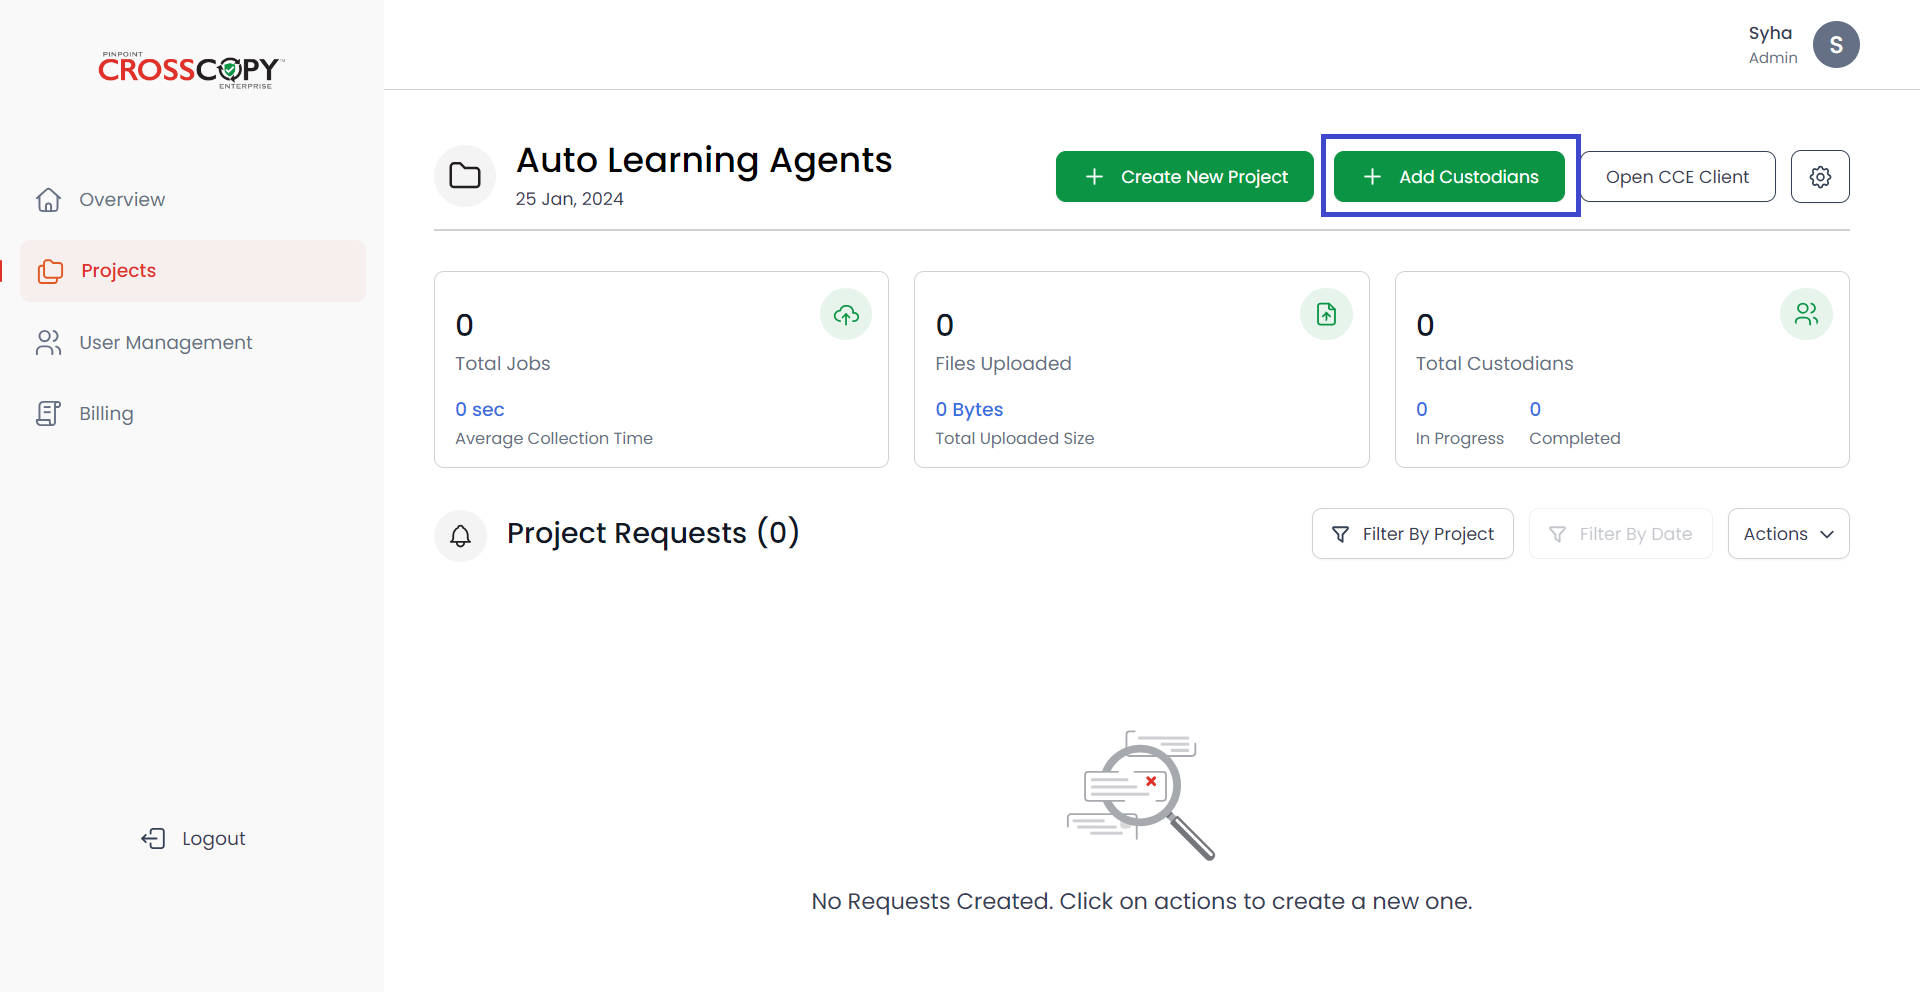 PINPOINT
CROSSCOPY™
ENTERPRISE
Syha
Admin
S
Overview
Projects
User Management
Billing
Logout
Auto Learning Agents
25 Jan, 2024
Create New Project
Add Custodians
Open CCE Client
0
Total Jobs
0 sec
Average Collection Time
0
Files Uploaded
0 Bytes
Total Uploaded Size
0
Total Custodians
0 0
In Progress Completed
Project Requests (0)
Filter By Project
Filter By Date
Actions
No Requests Created. Click on actions to create a new one.